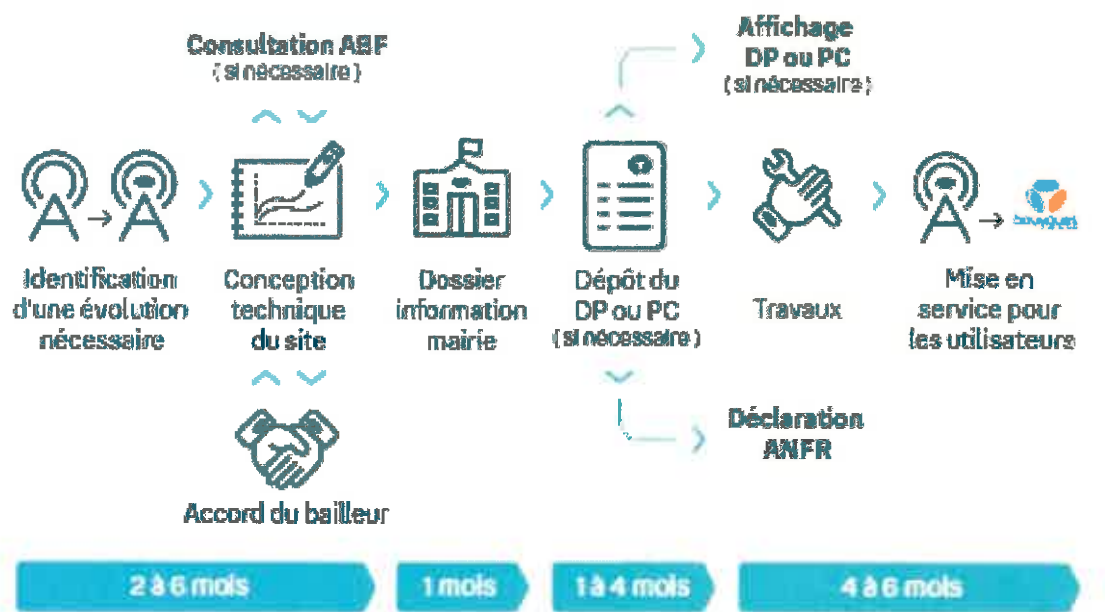 Consultation ABF
(si nécessaire)
Affichage
DP ou PC
(si nécessaire)
Identification
d'une évolution
nécessaire
Conception
technique
du site
Dossier
information
mairie
Dépôt du
DP ou PC
(si nécessaire)
Travaux
Mise en
service pour
les utilisateurs
Accord du bailleur
Déclaration
ANFR
2 à 6 mois
1 mois
1 à 4 mois
4 à 6 mois